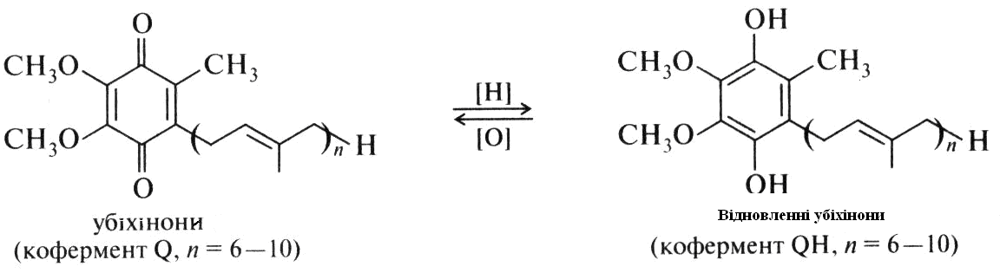 O
CH₃O
CH₃
CH₃O
n
H
O
убіхінони
(кофермент Q, n = 6—10)
[H]
[O]
OH
CH₃O
CH₃
CH₃O
n
H
OH
Відновленні убіхінони
(кофермент QH, n = 6—10)